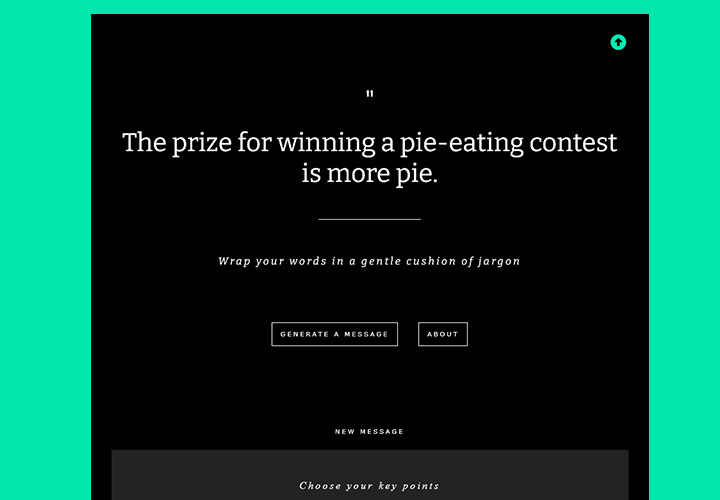 "
The prize for winning a pie-eating contest
is more pie.
Wrap your words in a gentle cushion of jargon
GENERATE A MESSAGE
ABOUT
NEW MESSAGE
Choose your key points